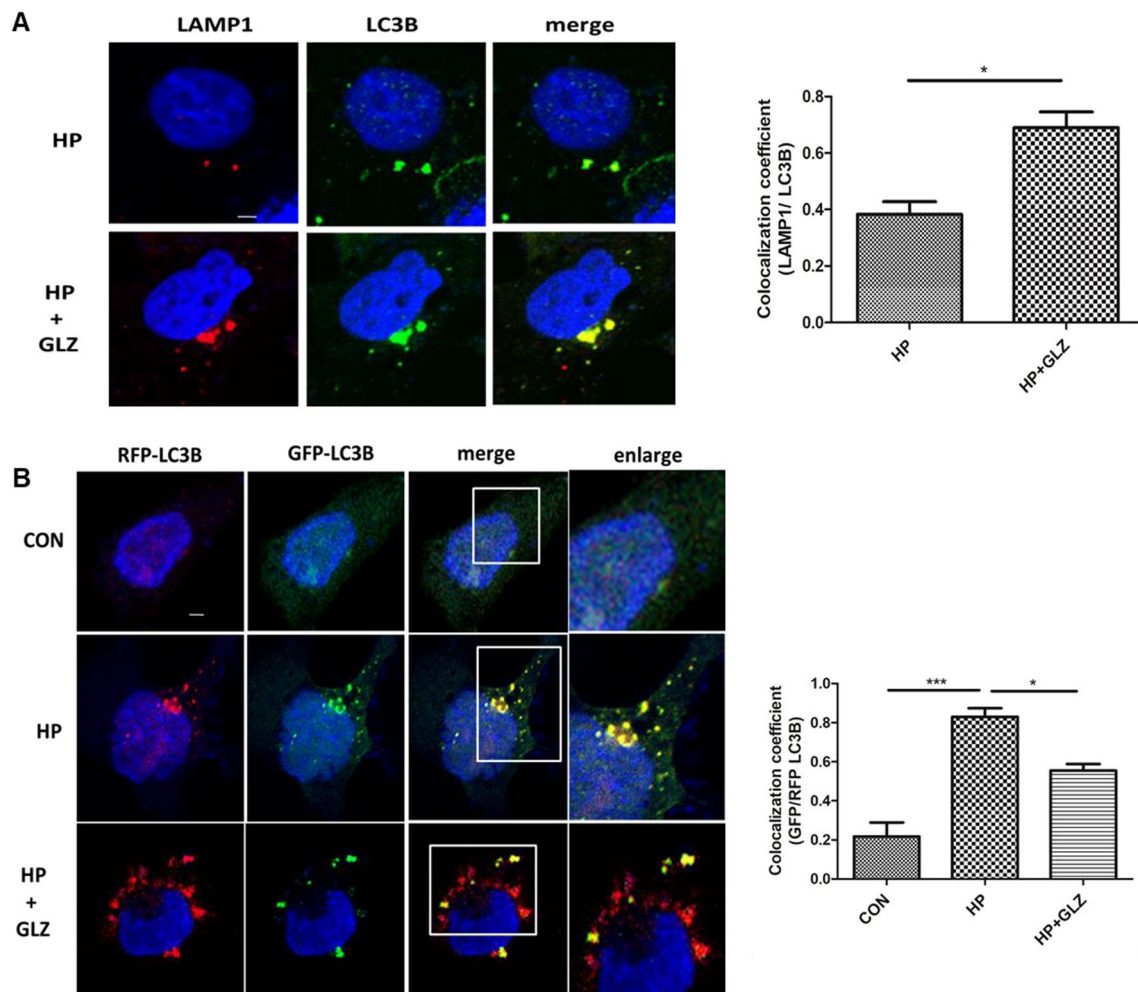 A
LAMP1 LC3B merge
HP
HP
+
GLZ
Colocalization coefficient
(LAMP1/ LC3B)
0.8
0.6
0.4
0.2
0.0
*
HP
HP+GLZ
B
RFP-LC3B GFP-LC3B merge enlarge
CON
HP
HP
+
GLZ
Colocalization coefficient
(GFP/RFP LC3B)
1.0
0.8
0.6
0.4
0.2
0.0
*** *
CON
HP
HP+GLZ